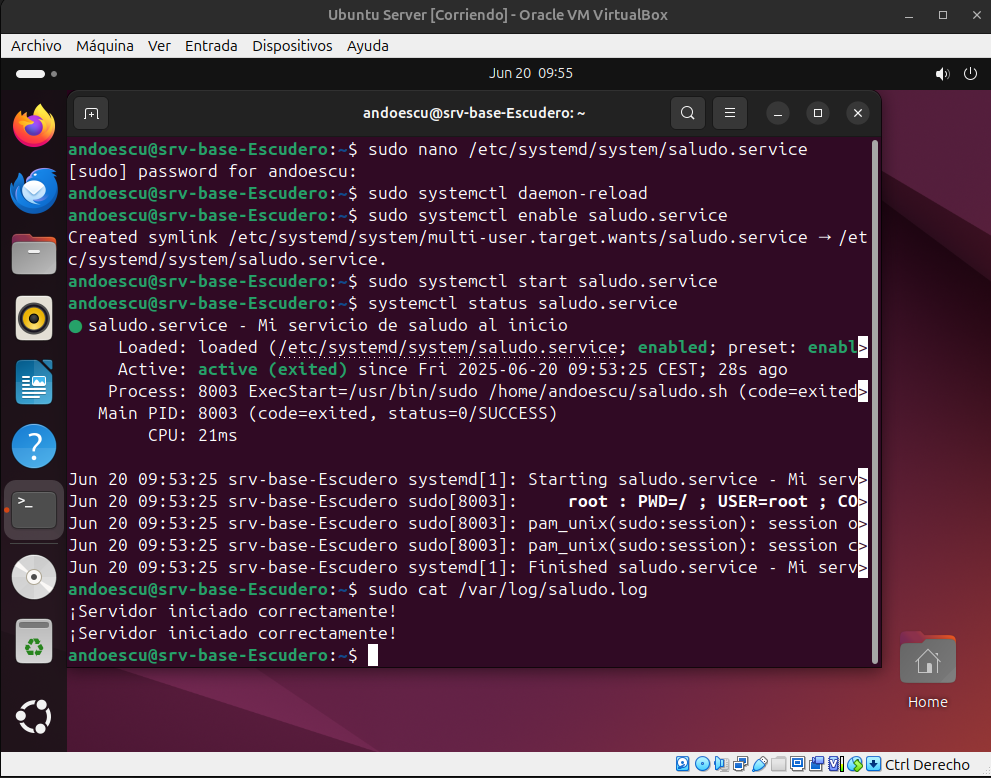 Ubuntu Server [Corriendo] - Oracle VM VirtualBox
Archivo Máquina Ver Entrada Dispositivos Ayuda
Jun 20 09:55
andoescu@srv-base-Escudero: ~
andoescu@srv-base-Escudero:~$ sudo nano /etc/systemd/system/saludo.service
[sudo] password for andoescu:
andoescu@srv-base-Escudero:~$ sudo systemctl daemon-reload
andoescu@srv-base-Escudero:~$ sudo systemctl enable saludo.service
Created symlink /etc/systemd/system/multi-user.target.wants/saludo.service → /et
c/systemd/system/saludo.service.
andoescu@srv-base-Escudero:~$ sudo systemctl start saludo.service
andoescu@srv-base-Escudero:~$ systemctl status saludo.service
● saludo.service - Mi servicio de saludo al inicio
Loaded: loaded (/etc/systemd/system/saludo.service; enabled; preset: enabl>
Active: active (exited) since Fri 2025-06-20 09:53:25 CEST; 28s ago
Process: 8003 ExecStart=/usr/bin/sudo /home/andoescu/saludo.sh (code=exited>
Main PID: 8003 (code=exited, status=0/SUCCESS)
CPU: 21ms
Jun 20 09:53:25 srv-base-Escudero systemd[1]: Starting saludo.service - Mi serv>
Jun 20 09:53:25 srv-base-Escudero sudo[8003]: root : PWD=/ ; USER=root ; CO>
Jun 20 09:53:25 srv-base-Escudero sudo[8003]: pam_unix(sudo:session): session o>
Jun 20 09:53:25 srv-base-Escudero sudo[8003]: pam_unix(sudo:session): session c>
Jun 20 09:53:25 srv-base-Escudero systemd[1]: Finished saludo.service - Mi serv>
andoescu@srv-base-Escudero:~$ sudo cat /var/log/saludo.log
¡Servidor iniciado correctamente!
¡Servidor iniciado correctamente!
andoescu@srv-base-Escudero:~$
Home
Ctrl Derecho